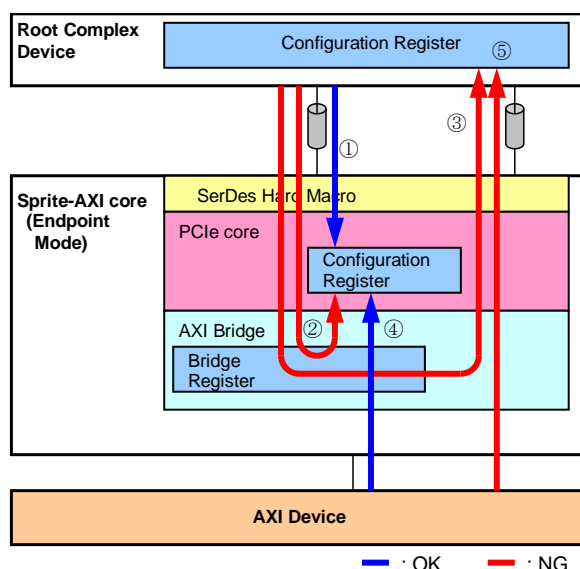 Root Complex
Device
Configuration Register
⑤
③
①
Sprite-AXI core
(Endpoint
Mode)
SerDes Hard Macro
PCIe core
Configuration
Register
AXI Bridge
②
④
Bridge
Register
AXI Device
: OK
: NG